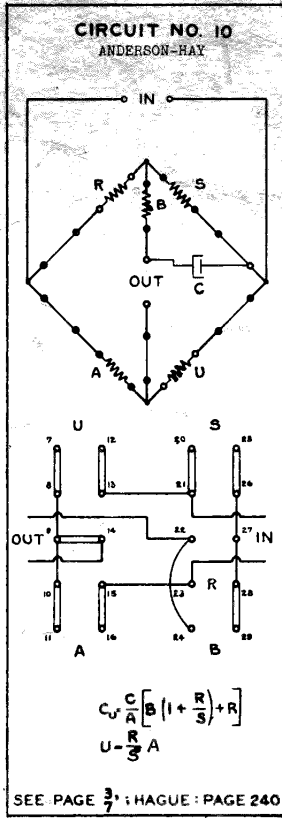 CIRCUIT NO. 10
ANDERSON-HAY
IN
R S
B
OUT C
A U
U S
7 12 20 25
8 13 21 26
OUT 9 14 22 27 IN
10 15 23 R 28
11 16 24 29
A B
Cᵤ = C/A [B (1 + R/S) + R]
U = R/S A
SEE PAGE 3/7 ; HAGUE : PAGE 240